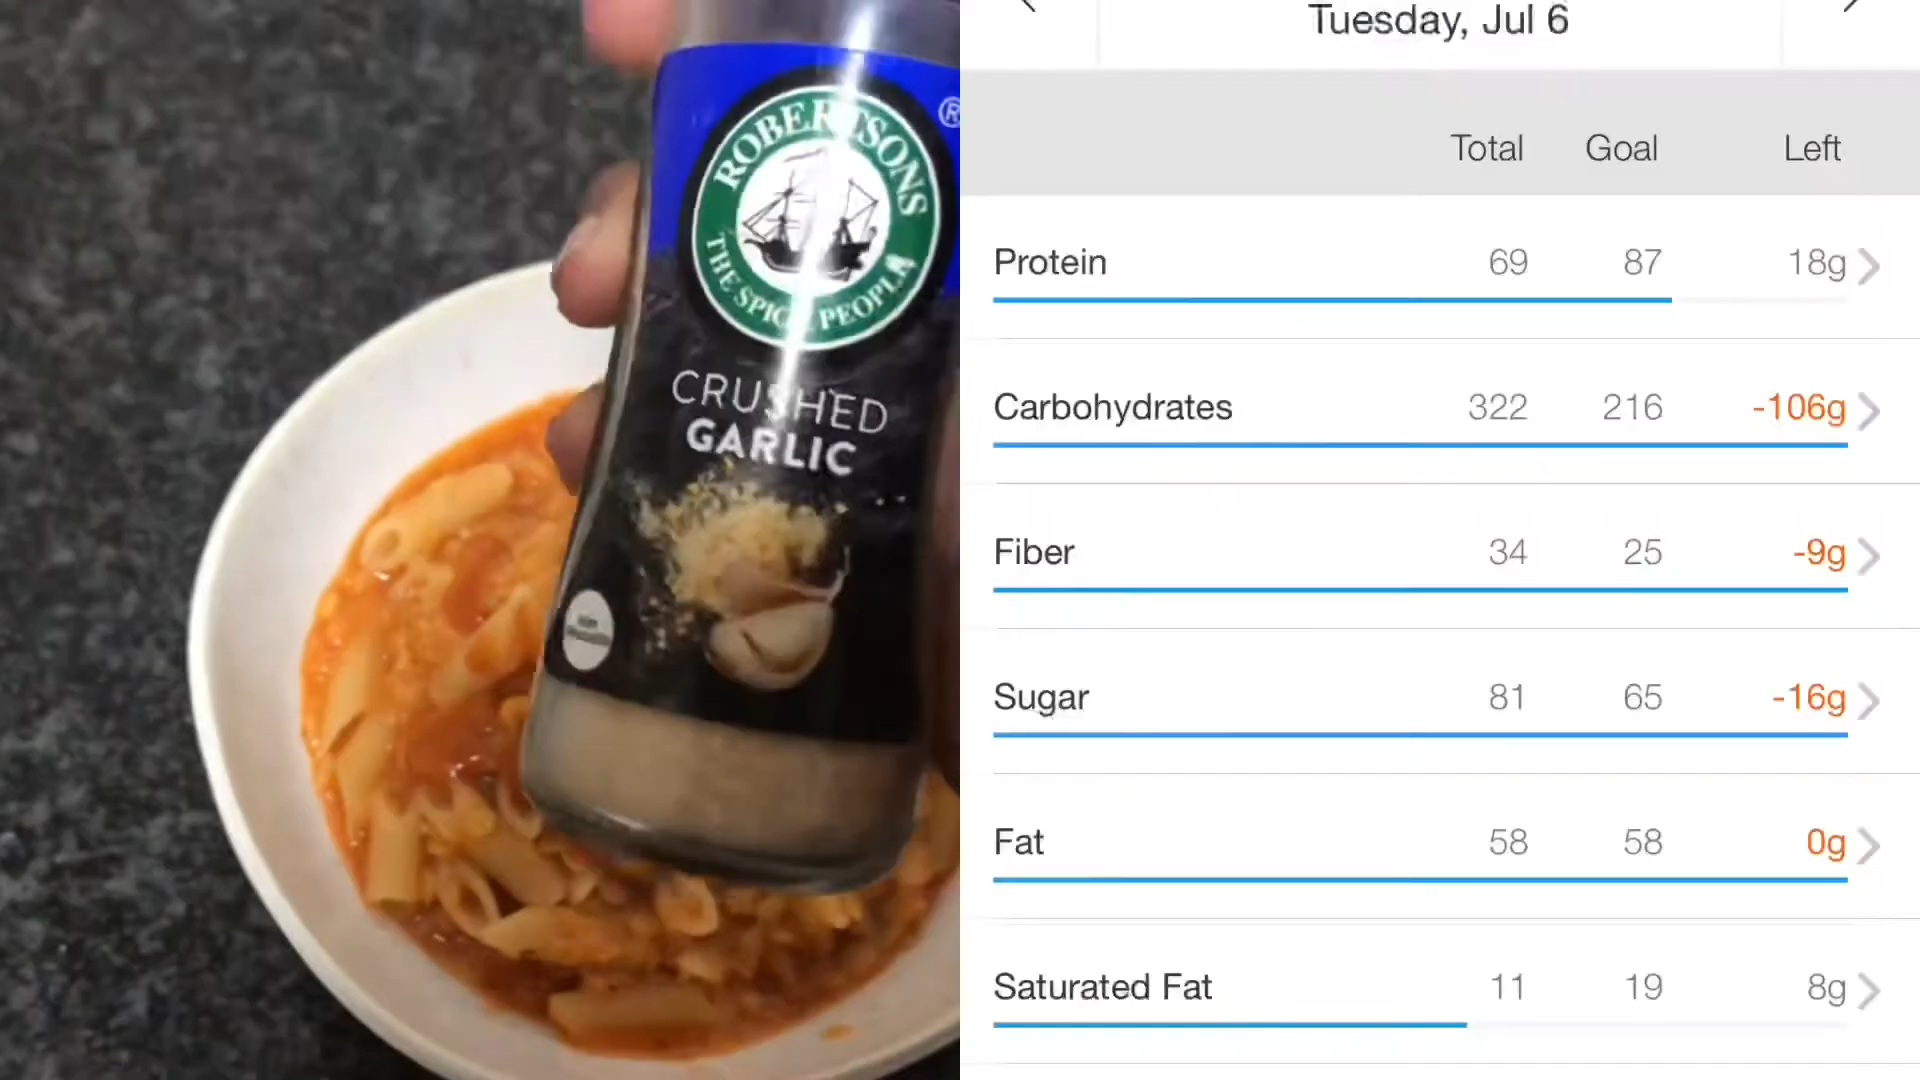 ROBERTSONS
®
THE SPICE PEOPLE
CRUSHED
GARLIC
Tuesday, Jul 6
Total Goal Left
Protein 69 87 18g
Carbohydrates 322 216 -106g
Fiber 34 25 -9g
Sugar 81 65 -16g
Fat 58 58 0g
Saturated Fat 11 19 8g